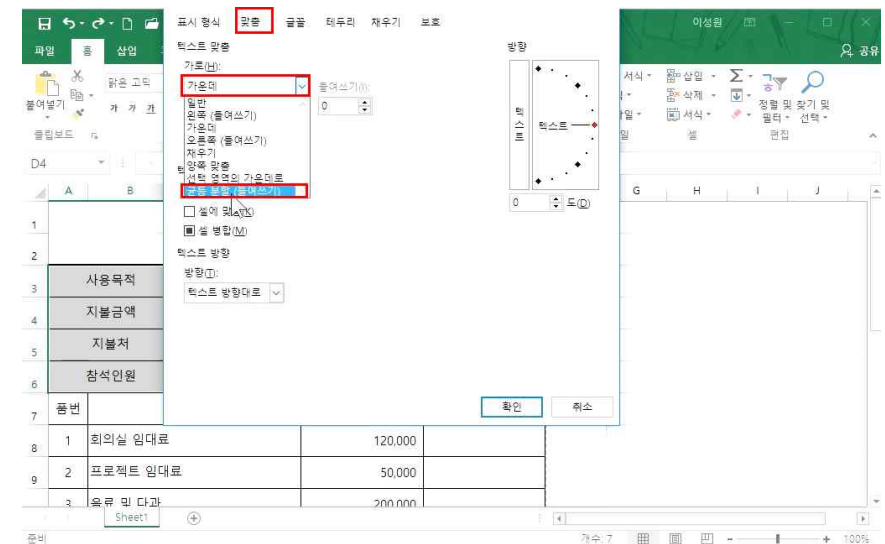 표시 형식 맞춤 글꼴 테두리 채우기 보호
이성원
파일 홈 삽입
공유
텍스트 맞춤
방향
가로(H):
가운데
들여쓰기(I):
0
일반
왼쪽 (들여쓰기)
가운데
오른쪽 (들여쓰기)
채우기
양쪽 맞춤
선택 영역의 가운데로
균등 분할 (들여쓰기)
텍스트
텍스트
0 도(D)
셀에 맞춤(K)
셀 병합(M)
텍스트 방향
방향(T):
텍스트 방향대로
확인 취소
맑은 고딕
붙여넣기
가 가 가
클립보드
서식
삽입
삭제
서식
셀
정렬 및 필터
찾기 및 선택
편집
D4
A B G H I J
1
2
3 사용목적
4 지불금액
5 지불처
6 참석인원
7 품번
8 1 회의실 임대료 120,000
9 2 프로젝트 임대료 50,000
3 음료 및 다과 200,000
Sheet1
준비
개수: 7
100%